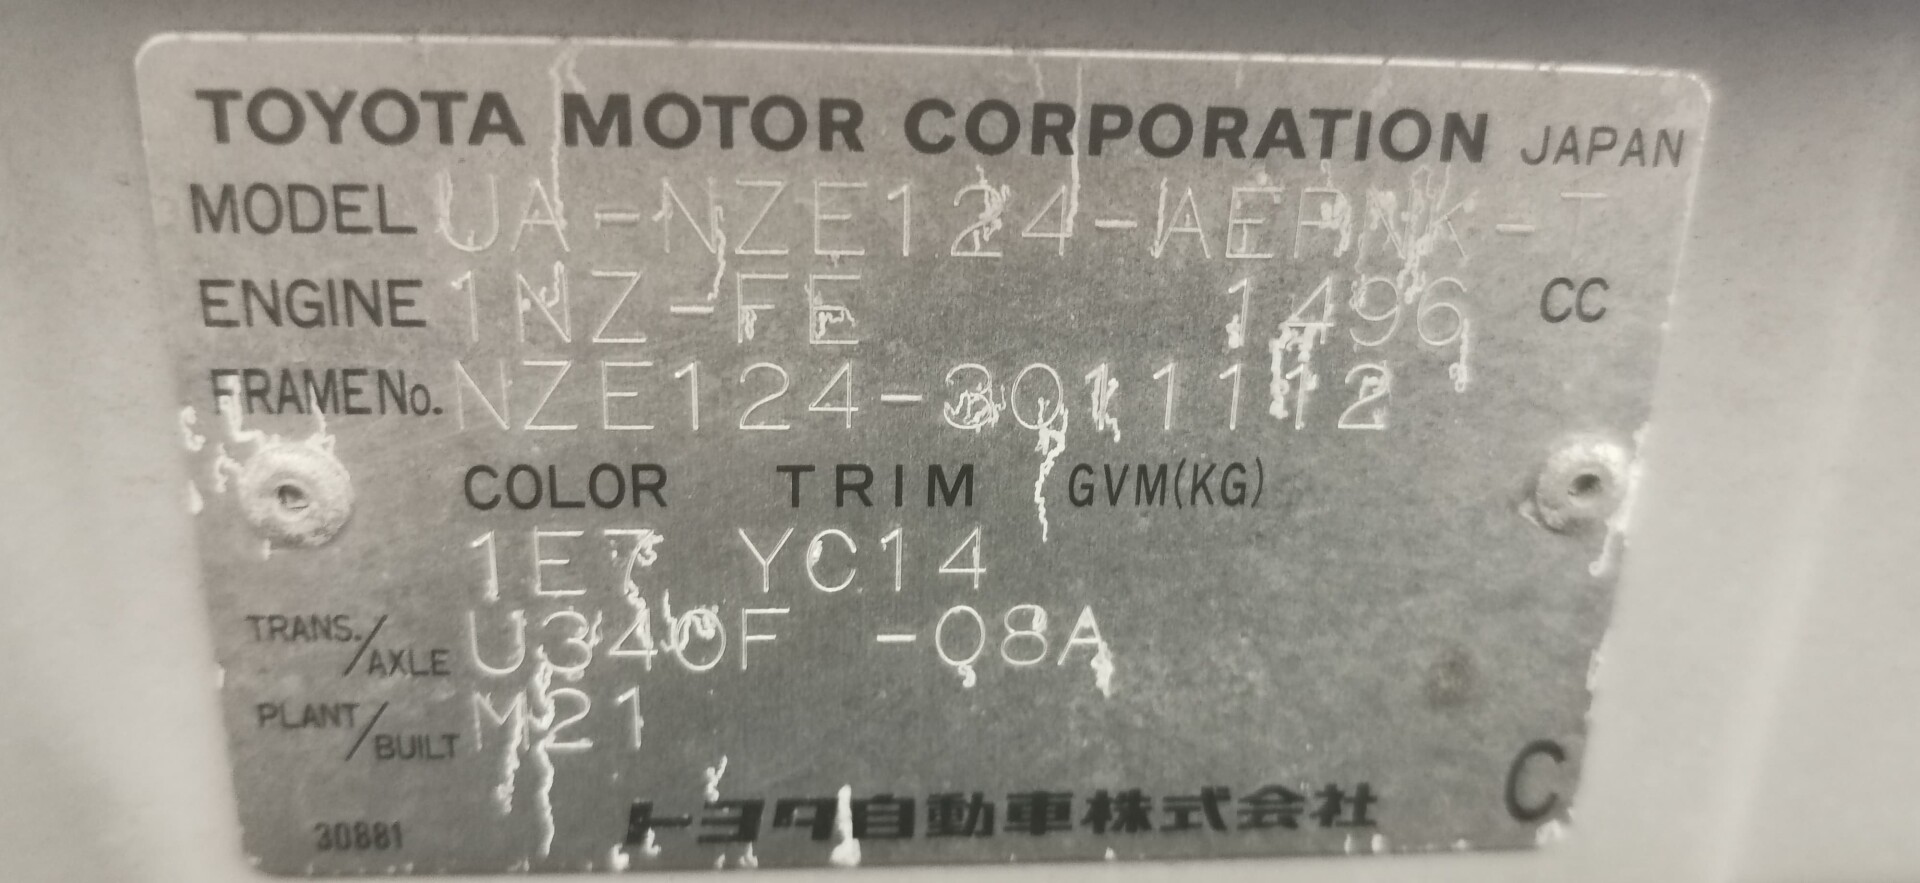 TOYOTA MOTOR CORPORATION JAPAN
MODEL UA-NZE124-AEPNK-T
ENGINE 1NZ-FE 1496 CC
FRAME No. NZE124-3011112
COLOR TRIM GVM(KG)
1E7 YC14
TRANS./AXLE U340F -08A
PLANT/BUILT M21
トヨタ自動車株式会社 C
30881